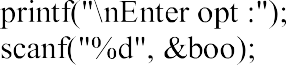 printf("\nEnter opt :");
scanf("%d", &boo);